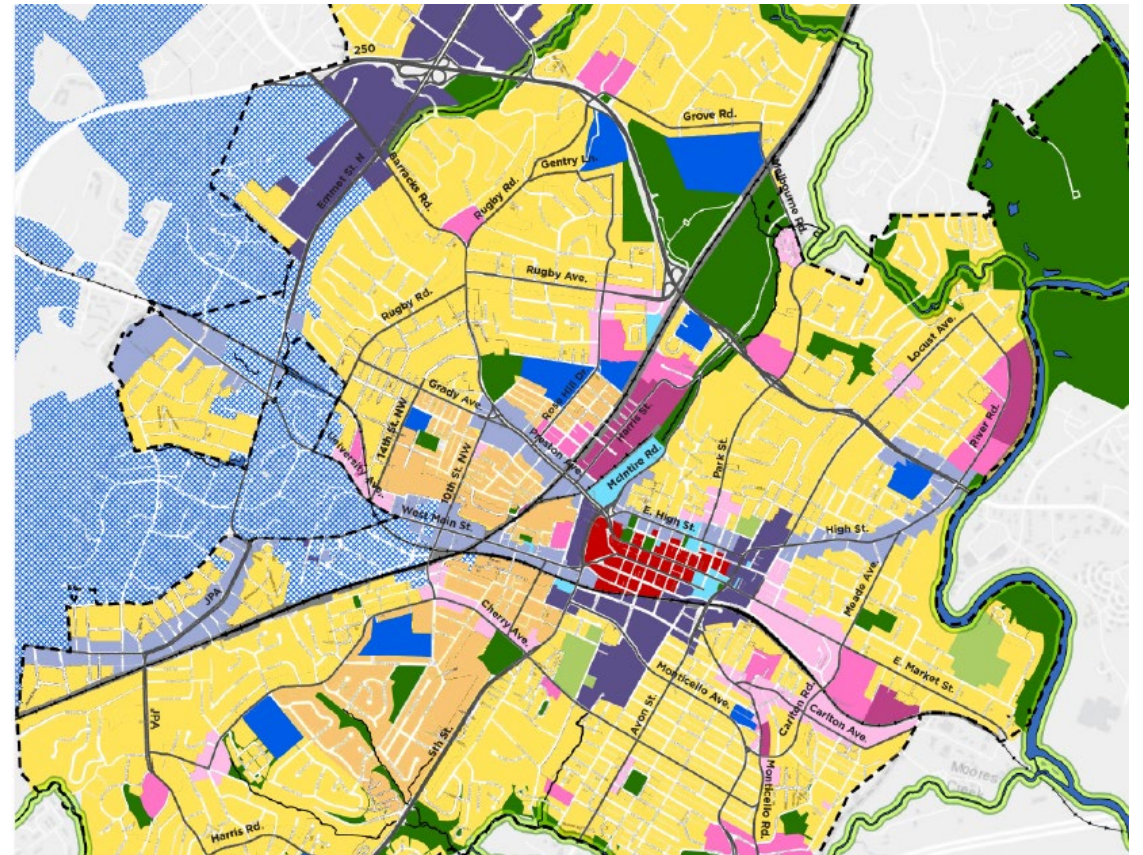 250
Grove Rd.
Emmet St. N
Barracks Rd.
Gentry Ln.
Rugby Rd.
Melbourne Rd.
Rugby Ave.
Rugby Rd.
Locust Ave.
Grady Ave.
Rose Hill Dr.
14th St. NW
Preston Ave.
Harris St.
River Rd.
University Ave.
10th St. NW
McIntire Rd.
Park St.
West Main St.
E. High St.
High St.
JPA
Cherry Ave.
Meade Ave.
E. Market St.
Monticello Ave.
Carlton Rd.
Avon St.
Carlton Ave.
JPA
5th St.
Monticello Rd.
Moores
Creek
Harris Rd.